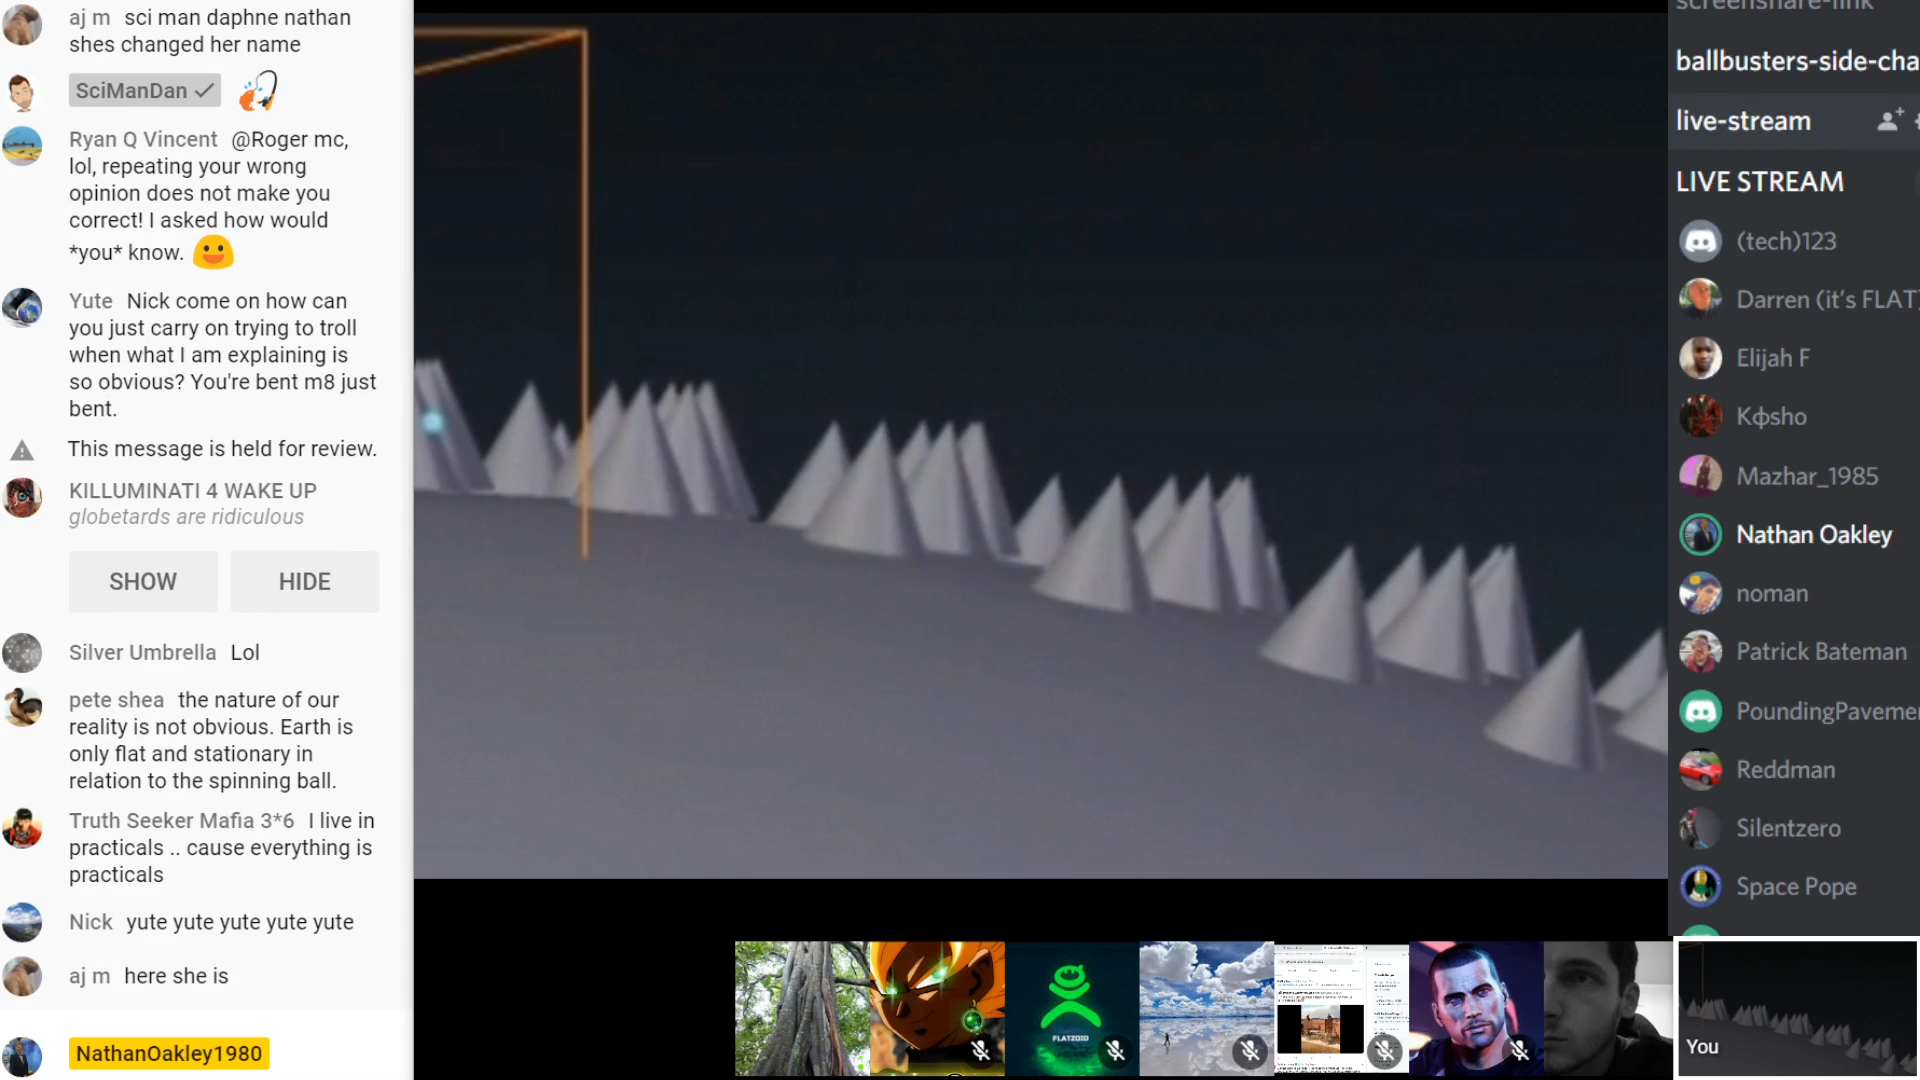 aj m sci man daphne nathan
shes changed her name
SciManDan
Ryan Q Vincent @Roger mc,
lol, repeating your wrong
opinion does not make you
correct! I asked how would
*you* know.
Yute Nick come on how can
you just carry on trying to troll
when what I am explaining is
so obvious? You're bent m8 just
bent.
This message is held for review.
KILLUMINATI 4 WAKE UP
globetards are ridiculous
SHOW HIDE
Silver Umbrella Lol
pete shea the nature of our
reality is not obvious. Earth is
only flat and stationary in
relation to the spinning ball.
Truth Seeker Mafia 3*6 I live in
practicals .. cause everything is
practicals
Nick yute yute yute yute yute
aj m here she is
NathanOakley1980
FLATZOID
You
screenshare-link
ballbusters-side-cha
live-stream
LIVE STREAM
(tech)123
Darren (it's FLAT)
Elijah F
Kфsho
Mazhar_1985
Nathan Oakley
noman
Patrick Bateman
PoundingPavemen
Reddman
Silentzero
Space Pope